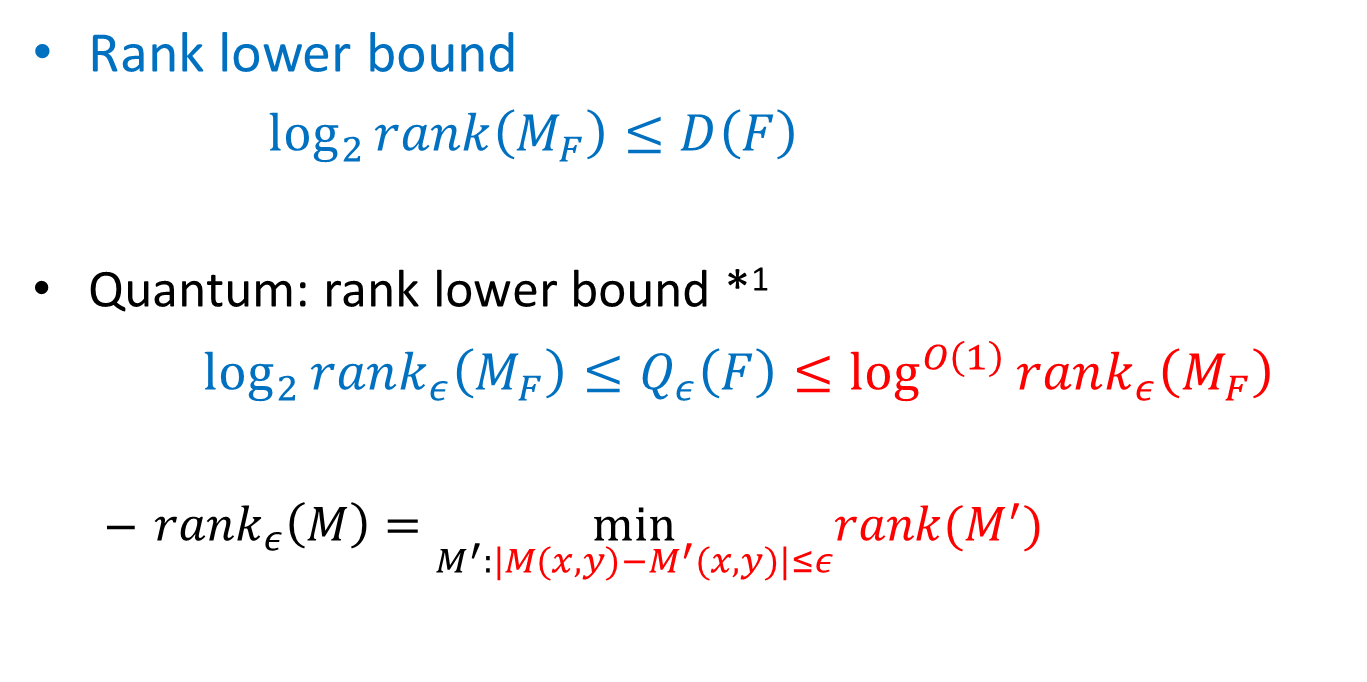 • Rank lower bound
log₂ rank(M_F) ≤ D(F)
• Quantum: rank lower bound *¹
log₂ rank_ϵ(M_F) ≤ Q_ϵ(F) ≤ log^{O(1)} rank_ϵ(M_F)
– rank_ϵ(M) = min_{M′:|M(x,y)−M′(x,y)|≤ϵ} rank(M′)